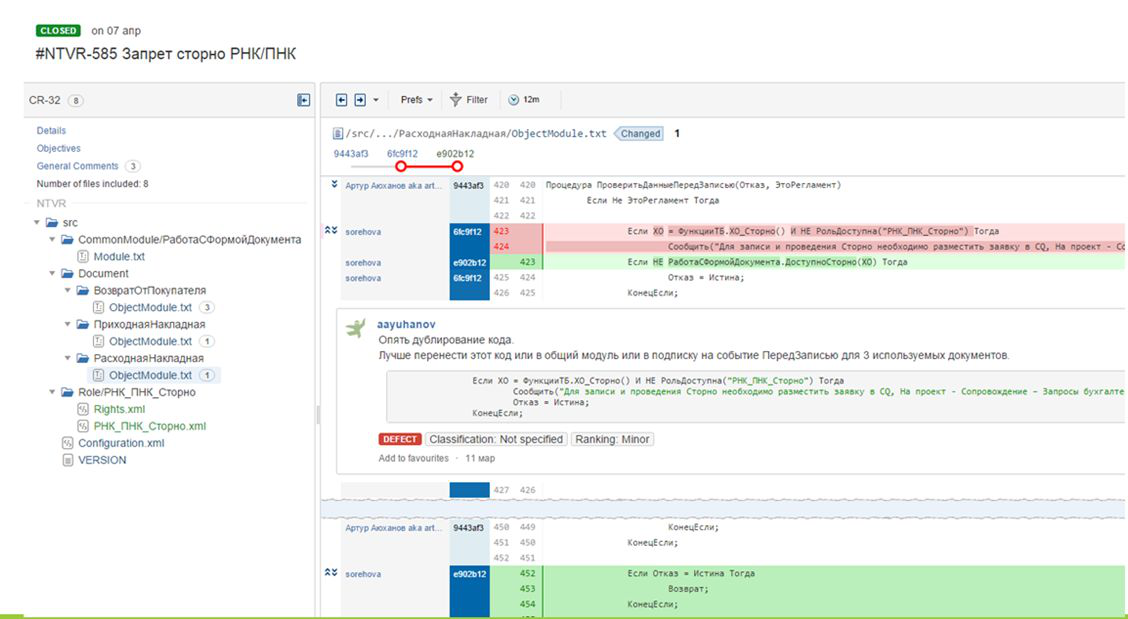 CLOSED on 07 апр
#NTVR-585 Запрет сторно РНК/ПНК
CR-32 8
Details
Objectives
General Comments 3
Number of files included: 8
NTVR
src
CommonModule/РаботаСФормойДокумента
Module.txt
Document
ВозвратОтПокупателя
ObjectModule.txt 3
ПриходнаяНакладная
ObjectModule.txt 1
РасходнаяНакладная
ObjectModule.txt 1
Role/РНК_ПНК_Сторно
Rights.xml
РНК_ПНК_Сторно.xml
Configuration.xml
VERSION
Prefs Filter 12m
/src/.../РасходнаяНакладная/ObjectModule.txt Changed 1
9443af3 6fc9f12 e902b12
Артур Аюханов aka art... 9443af3 420 420 Процедура ПроверитьДанныеПередЗаписью(Отказ, ЭтоРегламент)
421 421 Если Не ЭтоРегламент Тогда
422 422
sorehova 6fc9f12 423 Если ХО = ФункцииТБ.ХО_Сторно() И НЕ РольДоступна("РНК_ПНК_Сторно") Тогда
424 Сообщить("Для записи и проведения Сторно необходимо разместить заявку в CQ, На проект - Со
sorehova e902b12 423 Если НЕ РаботаСФормойДокумента.ДоступноСторно(ХО) Тогда
sorehova 6fc9f12 425 424 Отказ = Истина;
426 425 КонецЕсли;
aayuhanov
Опять дублирование кода.
Лучше перенести этот код или в общий модуль или в подписку на событие ПередЗаписью для 3 используемых документов.
Если ХО = ФункцииТБ.ХО_Сторно() И НЕ РольДоступна("РНК_ПНК_Сторно") Тогда
Сообщить("Для записи и проведения Сторно необходимо разместить заявку в CQ, На проект - Сопровождение - Запросы бухгалте
Отказ = Истина;
КонецЕсли;
DEFECT Classification: Not specified Ranking: Minor
Add to favourites · 11 мар
427 426
Артур Аюханов aka art... 9443af3 450 449 КонецЕсли;
451 450 КонецЕсли;
452 451
sorehova e902b12 452 Если Отказ = Истина Тогда
453 Возврат;
454 КонецЕсли;